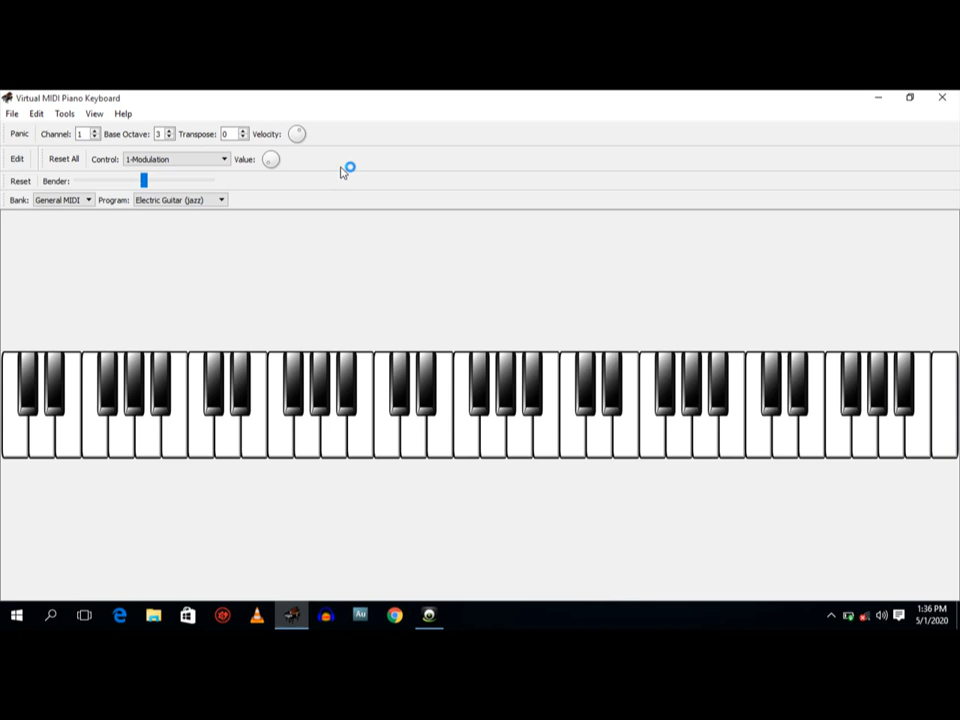 Virtual MIDI Piano Keyboard
File Edit Tools View Help
Panic Channel: 1 Base Octave: 3 Transpose: 0 Velocity:
Edit Reset All Control: 1-Modulation Value:
Reset Bender:
Bank: General MIDI Program: Electric Guitar (jazz)
Au
1:36 PM
5/1/2020